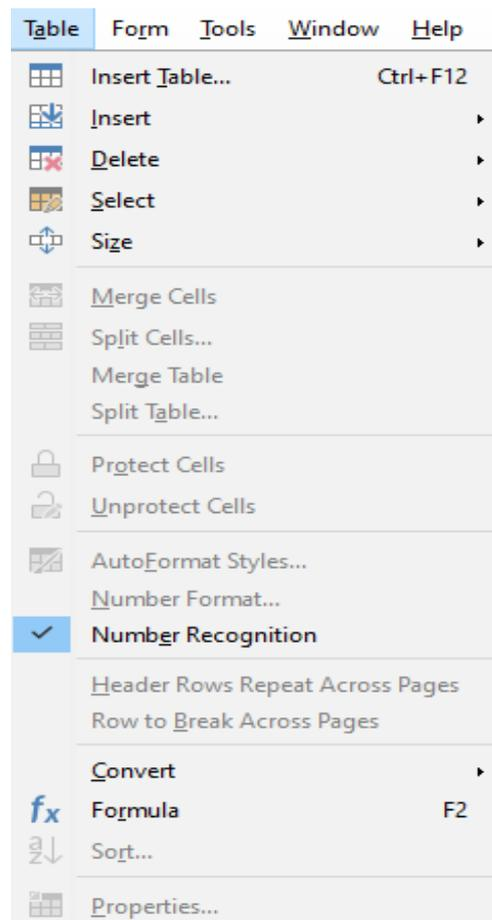 Table Form Tools Window Help
Insert Table... Ctrl+F12
Insert
Delete
Select
Size
Merge Cells
Split Cells...
Merge Table
Split Table...
Protect Cells
Unprotect Cells
AutoFormat Styles...
Number Format...
Number Recognition
Header Rows Repeat Across Pages
Row to Break Across Pages
Convert
fx Formula F2
Sort...
Properties...